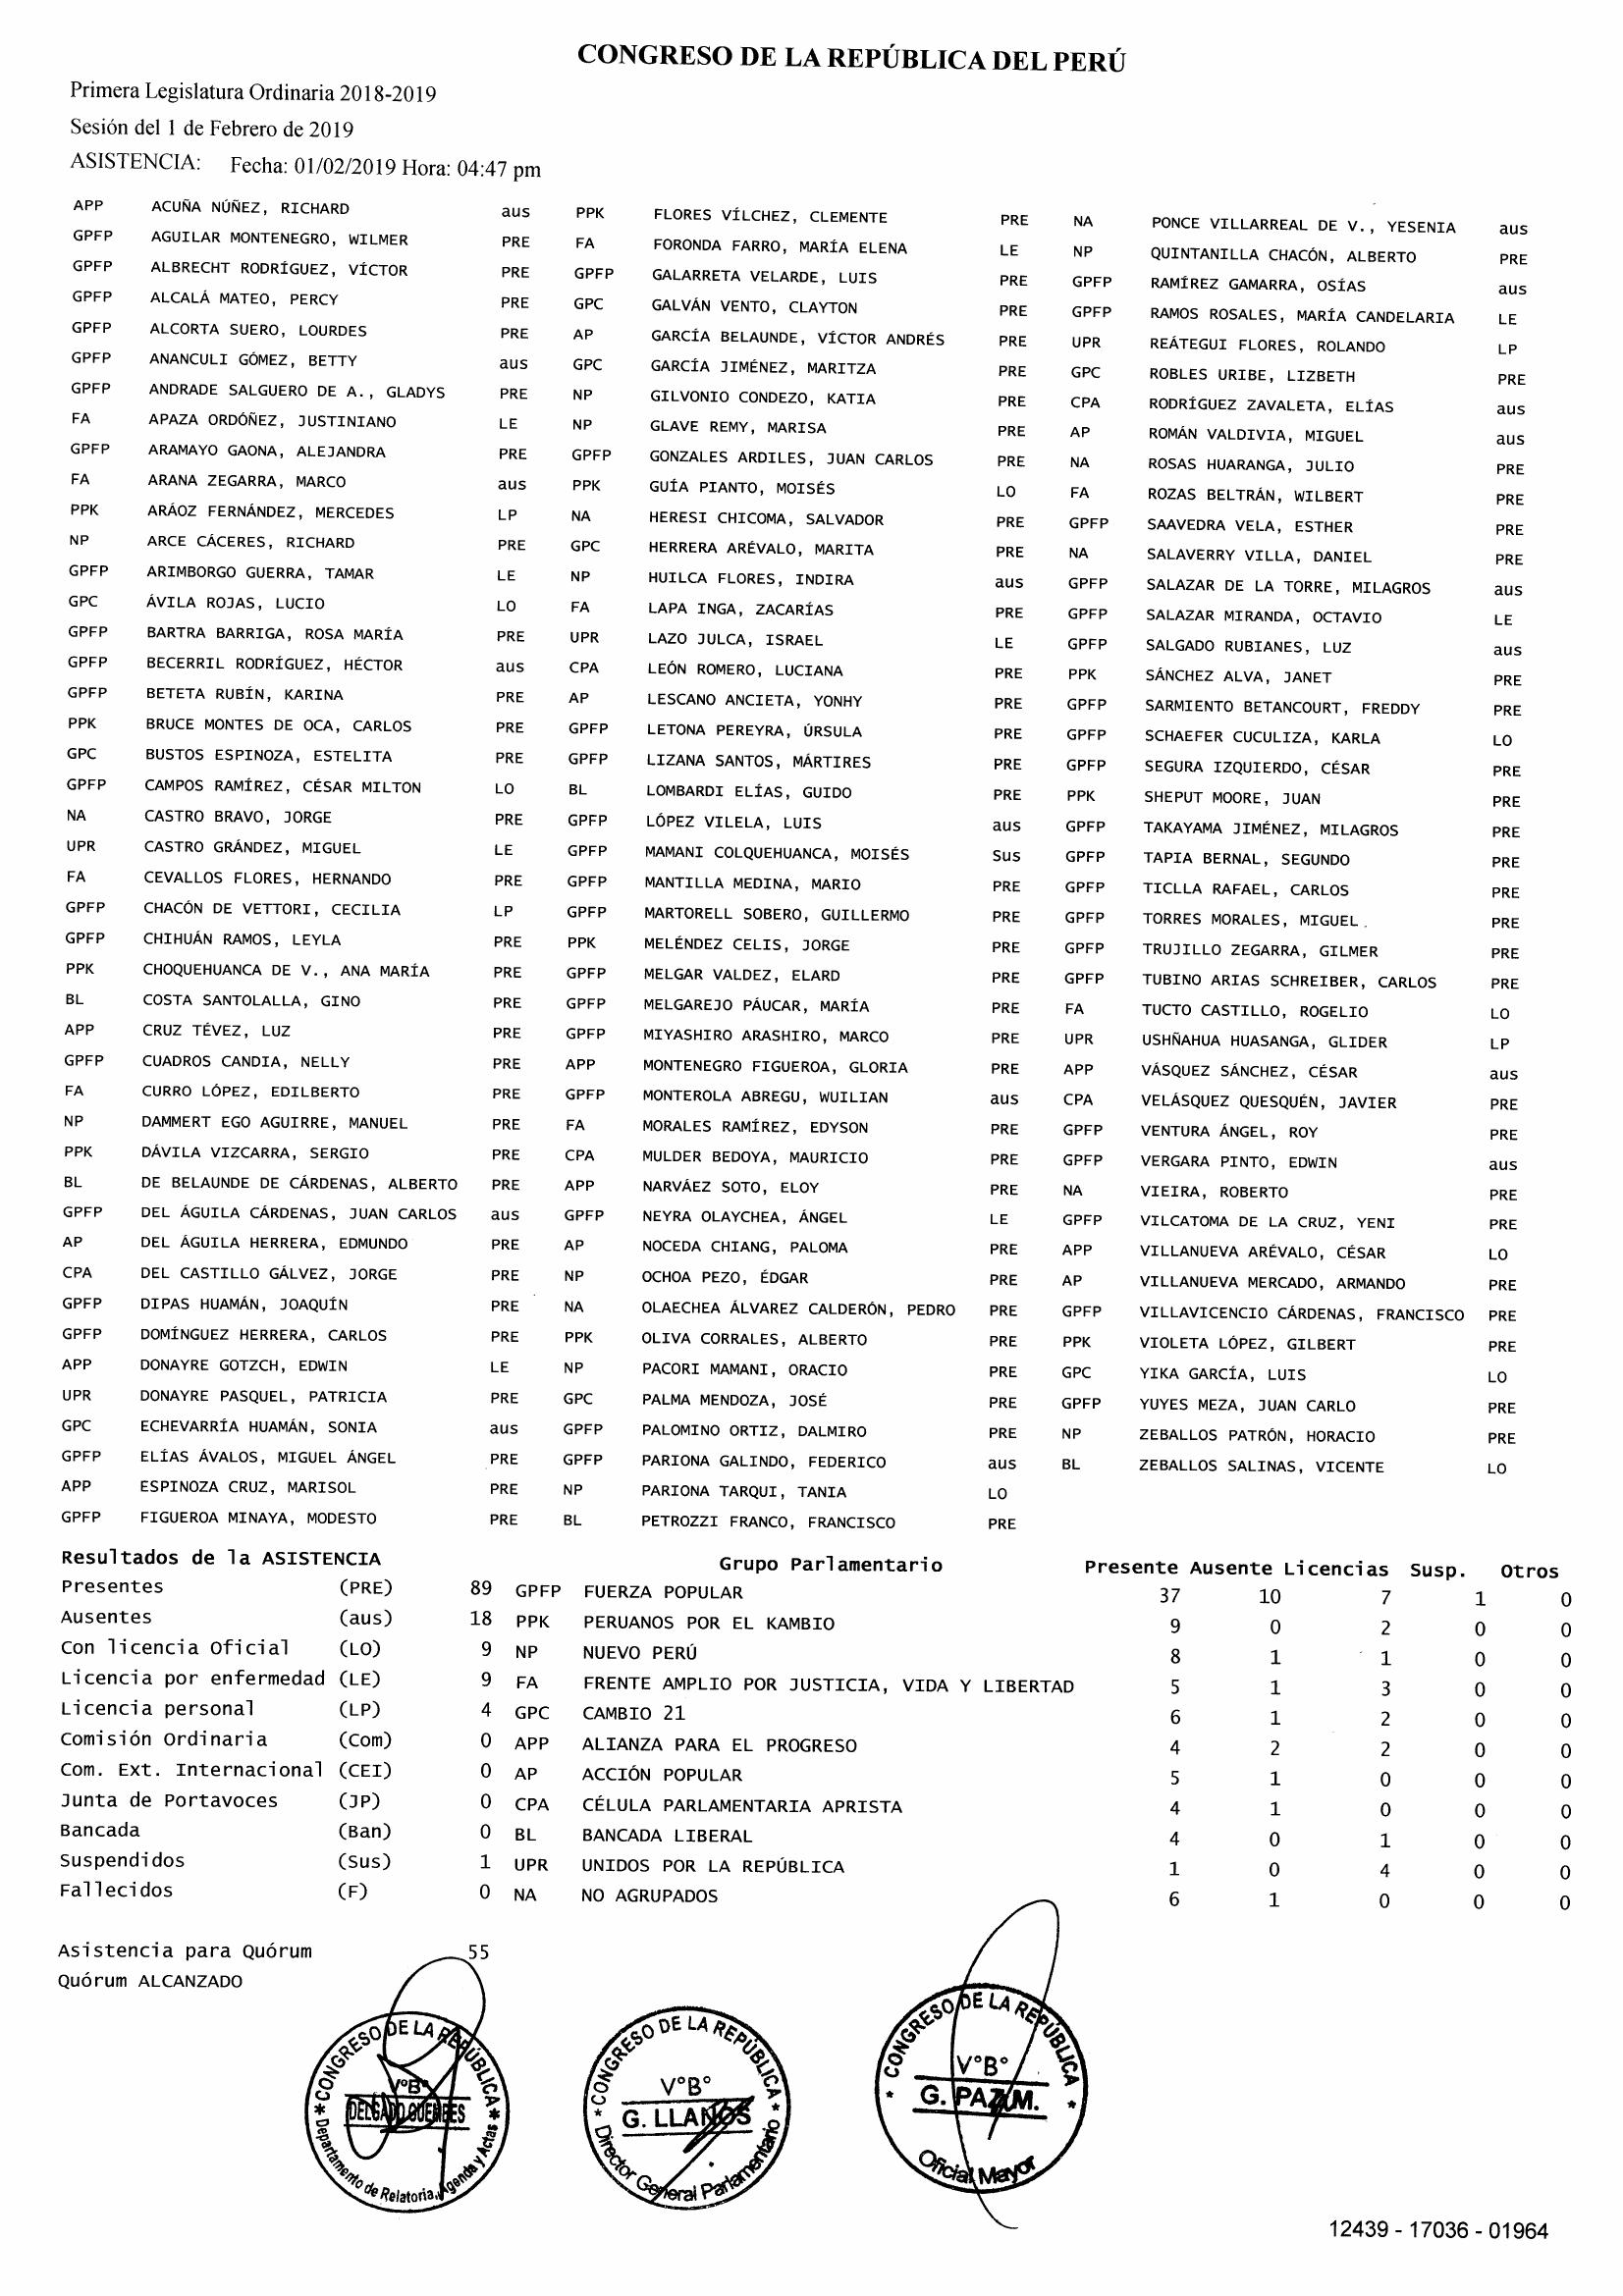 CONGRESO DE LA REPÚBLICA DEL PERÚ
Primera Legislatura Ordinaria 2018-2019
Sesión del 1 de Febrero de 2019
ASISTENCIA: Fecha: 01/02/2019 Hora: 04:47 pm
APP ACUÑA NÚÑEZ, RICHARD aus PPK FLORES VÍLCHEZ, CLEMENTE PRE NA PONCE VILLARREAL DE V., YESENIA aus
GPFP AGUILAR MONTENEGRO, WILMER PRE FA FORONDA FARRO, MARÍA ELENA LE NP QUINTANILLA CHACÓN, ALBERTO PRE
GPFP ALBRECHT RODRÍGUEZ, VÍCTOR PRE GPFP GALARRETA VELARDE, LUIS PRE GPFP RAMÍREZ GAMARRA, OSÍAS aus
GPFP ALCALÁ MATEO, PERCY PRE GPC GALVÁN VENTO, CLAYTON PRE GPFP RAMOS ROSALES, MARÍA CANDELARIA LE
GPFP ALCORTA SUERO, LOURDES PRE AP GARCÍA BELAUNDE, VÍCTOR ANDRÉS PRE UPR REÁTEGUI FLORES, ROLANDO LP
GPFP ANANCULI GÓMEZ, BETTY aus GPC GARCÍA JIMÉNEZ, MARITZA PRE GPC ROBLES URIBE, LIZBETH PRE
GPFP ANDRADE SALGUERO DE A., GLADYS PRE NP GILVONIO CONDEZO, KATIA PRE CPA RODRÍGUEZ ZAVALETA, ELÍAS aus
FA APAZA ORDÓÑEZ, JUSTINIANO LE NP GLAVE REMY, MARISA PRE AP ROMÁN VALDIVIA, MIGUEL aus
GPFP ARAMAYO GAONA, ALEJANDRA PRE GPFP GONZALES ARDILES, JUAN CARLOS PRE NA ROSAS HUARANGA, JULIO PRE
FA ARANA ZEGARRA, MARCO aus PPK GUÍA PIANTO, MOISÉS LO FA ROZAS BELTRÁN, WILBERT PRE
PPK ARÁOZ FERNÁNDEZ, MERCEDES LP NA HERESI CHICOMA, SALVADOR PRE GPFP SAAVEDRA VELA, ESTHER PRE
NP ARCE CÁCERES, RICHARD PRE GPC HERRERA ARÉVALO, MARITA PRE NA SALAVERRY VILLA, DANIEL PRE
GPFP ARIMBORGO GUERRA, TAMAR LE NP HUILCA FLORES, INDIRA aus GPFP SALAZAR DE LA TORRE, MILAGROS aus
GPC ÁVILA ROJAS, LUCIO LO FA LAPA INGA, ZACARÍAS PRE GPFP SALAZAR MIRANDA, OCTAVIO LE
GPFP BARTRA BARRIGA, ROSA MARÍA PRE UPR LAZO JULCA, ISRAEL LE GPFP SALGADO RUBIANES, LUZ aus
GPFP BECERRIL RODRÍGUEZ, HÉCTOR aus CPA LEÓN ROMERO, LUCIANA PRE PPK SÁNCHEZ ALVA, JANET PRE
GPFP BETETA RUBÍN, KARINA PRE AP LESCANO ANCIETA, YONHY PRE GPFP SARMIENTO BETANCOURT, FREDDY PRE
PPK BRUCE MONTES DE OCA, CARLOS PRE GPFP LETONA PEREYRA, ÚRSULA PRE GPFP SCHAEFER CUCULIZA, KARLA LO
GPC BUSTOS ESPINOZA, ESTELITA PRE GPFP LIZANA SANTOS, MÁRTIRES PRE GPFP SEGURA IZQUIERDO, CÉSAR PRE
GPFP CAMPOS RAMÍREZ, CÉSAR MILTON LO BL LOMBARDI ELÍAS, GUIDO PRE PPK SHEPUT MOORE, JUAN PRE
NA CASTRO BRAVO, JORGE PRE GPFP LÓPEZ VILELA, LUIS aus GPFP TAKAYAMA JIMÉNEZ, MILAGROS PRE
UPR CASTRO GRÁNDEZ, MIGUEL LE GPFP MAMANI COLQUEHUANCA, MOISÉS Sus GPFP TAPIA BERNAL, SEGUNDO PRE
FA CEVALLOS FLORES, HERNANDO PRE GPFP MANTILLA MEDINA, MARIO PRE GPFP TICLLA RAFAEL, CARLOS PRE
GPFP CHACÓN DE VETTORI, CECILIA LP GPFP MARTORELL SOBERO, GUILLERMO PRE GPFP TORRES MORALES, MIGUEL PRE
GPFP CHIHUÁN RAMOS, LEYLA PRE PPK MELÉNDEZ CELIS, JORGE PRE GPFP TRUJILLO ZEGARRA, GILMER PRE
PPK CHOQUEHUANCA DE V., ANA MARÍA PRE GPFP MELGAR VALDEZ, ELARD PRE GPFP TUBINO ARIAS SCHREIBER, CARLOS PRE
BL COSTA SANTOLALLA, GINO PRE GPFP MELGAREJO PÁUCAR, MARÍA PRE FA TUCTO CASTILLO, ROGELIO LO
APP CRUZ TÉVEZ, LUZ PRE GPFP MIYASHIRO ARASHIRO, MARCO PRE UPR USHÑAHUA HUASANGA, GLIDER LP
GPFP CUADROS CANDIA, NELLY PRE APP MONTENEGRO FIGUEROA, GLORIA PRE APP VÁSQUEZ SÁNCHEZ, CÉSAR aus
FA CURRO LÓPEZ, EDILBERTO PRE GPFP MONTEROLA ABREGU, WUILIAN aus CPA VELÁSQUEZ QUESQUÉN, JAVIER PRE
NP DAMMERT EGO AGUIRRE, MANUEL PRE FA MORALES RAMÍREZ, EDYSON PRE GPFP VENTURA ÁNGEL, ROY PRE
PPK DÁVILA VIZCARRA, SERGIO PRE CPA MULDER BEDOYA, MAURICIO PRE GPFP VERGARA PINTO, EDWIN aus
BL DE BELAUNDE DE CÁRDENAS, ALBERTO PRE APP NARVÁEZ SOTO, ELOY PRE NA VIEIRA, ROBERTO PRE
GPFP DEL ÁGUILA CÁRDENAS, JUAN CARLOS aus GPFP NEYRA OLAYCHEA, ÁNGEL LE GPFP VILCATOMA DE LA CRUZ, YENI PRE
AP DEL ÁGUILA HERRERA, EDMUNDO PRE AP NOCEDA CHIANG, PALOMA PRE APP VILLANUEVA ARÉVALO, CÉSAR LO
CPA DEL CASTILLO GÁLVEZ, JORGE PRE NP OCHOA PEZO, ÉDGAR PRE AP VILLANUEVA MERCADO, ARMANDO PRE
GPFP DIPAS HUAMÁN, JOAQUÍN PRE NA OLAECHEA ÁLVAREZ CALDERÓN, PEDRO PRE GPFP VILLAVICENCIO CÁRDENAS, FRANCISCO PRE
GPFP DOMÍNGUEZ HERRERA, CARLOS PRE PPK OLIVA CORRALES, ALBERTO PRE PPK VIOLETA LÓPEZ, GILBERT PRE
APP DONAYRE GOTZCH, EDWIN LE NP PACORI MAMANI, ORACIO PRE GPC YIKA GARCÍA, LUIS LO
UPR DONAYRE PASQUEL, PATRICIA PRE GPC PALMA MENDOZA, JOSÉ PRE GPFP YUYES MEZA, JUAN CARLO PRE
GPC ECHEVARRÍA HUAMÁN, SONIA aus GPFP PALOMINO ORTIZ, DALMIRO PRE NP ZEBALLOS PATRÓN, HORACIO PRE
GPFP ELÍAS ÁVALOS, MIGUEL ÁNGEL PRE GPFP PARIONA GALINDO, FEDERICO aus BL ZEBALLOS SALINAS, VICENTE LO
APP ESPINOZA CRUZ, MARISOL PRE NP PARIONA TARQUI, TANIA LO
GPFP FIGUEROA MINAYA, MODESTO PRE BL PETROZZI FRANCO, FRANCISCO PRE
Resultados de la ASISTENCIA Grupo Parlamentario Presente Ausente Licencias Susp. Otros
Presentes (PRE) 89 GPFP FUERZA POPULAR 37 10 7 1 0
Ausentes (aus) 18 PPK PERUANOS POR EL KAMBIO 9 0 2 0 0
Con licencia Oficial (LO) 9 NP NUEVO PERÚ 8 1 1 0 0
Licencia por enfermedad (LE) 9 FA FRENTE AMPLIO POR JUSTICIA, VIDA Y LIBERTAD 5 1 3 0 0
Licencia personal (LP) 4 GPC CAMBIO 21 6 1 2 0 0
Comisión Ordinaria (Com) 0 APP ALIANZA PARA EL PROGRESO 4 2 2 0 0
Com. Ext. Internacional (CEI) 0 AP ACCIÓN POPULAR 5 1 0 0 0
Junta de Portavoces (JP) 0 CPA CÉLULA PARLAMENTARIA APRISTA 4 1 0 0 0
Bancada (Ban) 0 BL BANCADA LIBERAL 4 0 1 0 0
Suspendidos (Sus) 1 UPR UNIDOS POR LA REPÚBLICA 1 0 4 0 0
Fallecidos (F) 0 NA NO AGRUPADOS 6 1 0 0 0
Asistencia para Quórum 55
Quórum ALCANZADO
CONGRESO DE LA REPÚBLICA
V°B°
DELGADO GUEMBES
Departamento de Relatoria, Agenda y Actas
CONGRESO DE LA REPÚBLICA
V°B°
G. LLANOS
Director General Parlamentario
CONGRESO DE LA REPÚBLICA
V°B°
G. PAZ M.
Oficial Mayor
12439 - 17036 - 01964